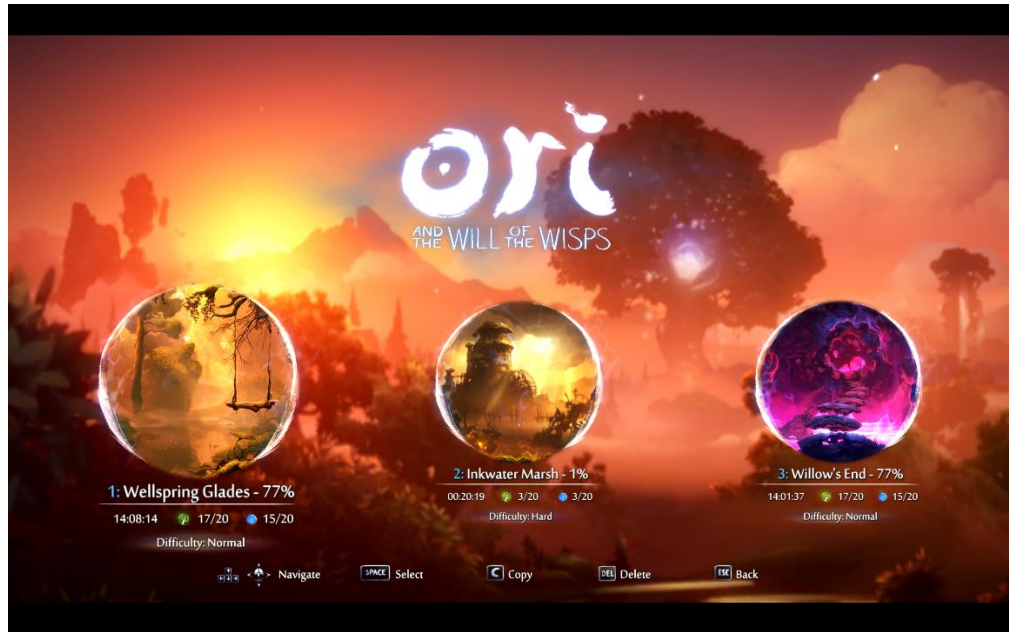 ori
AND THE WILL OF THE WISPS
1: Wellspring Glades - 77%
14:08:14 17/20 15/20
Difficulty: Normal
2: Inkwater Marsh - 1%
00:20:19 3/20 3/20
Difficulty: Hard
3: Willow's End - 77%
14:01:37 17/20 15/20
Difficulty: Normal
Navigate SPACE Select C Copy DEL Delete ESC Back